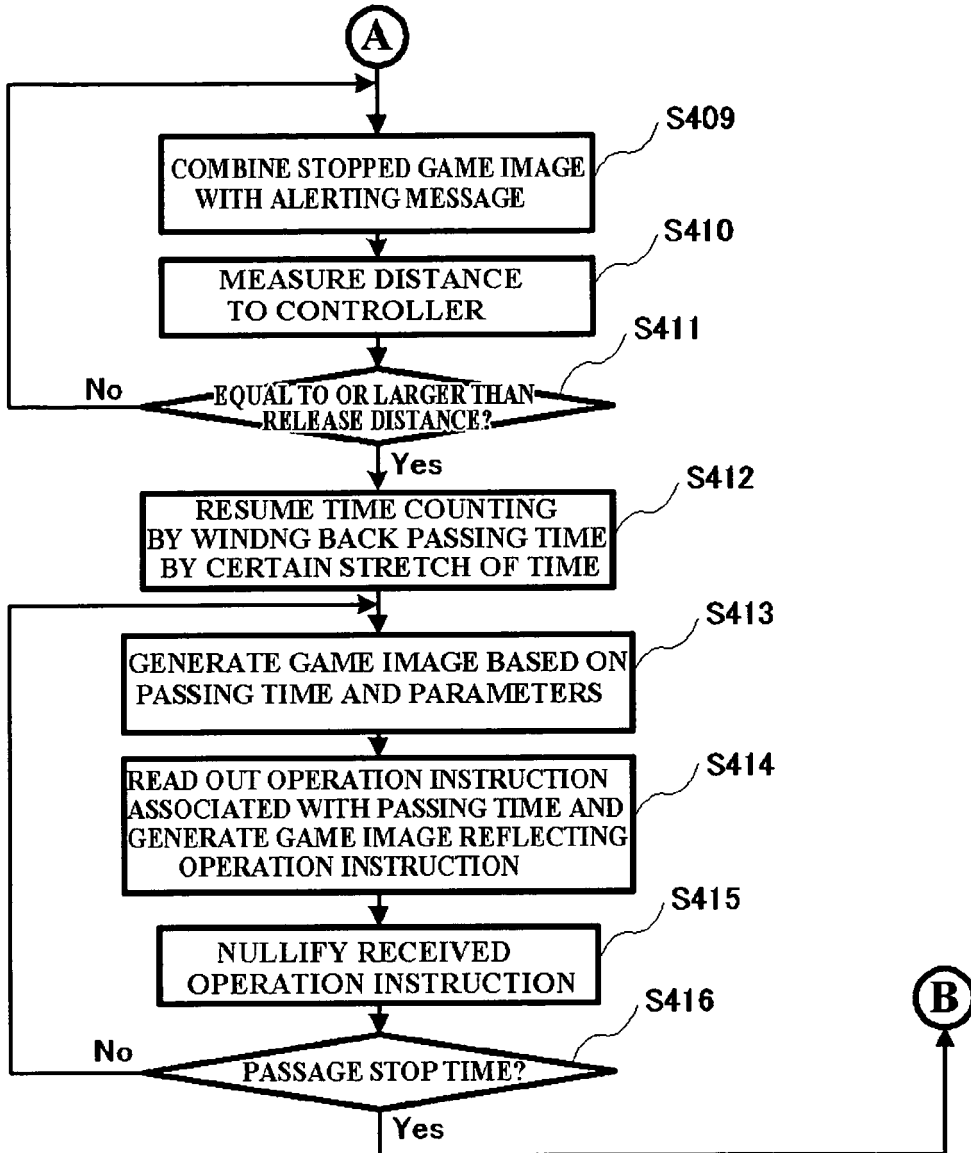 A
S409
COMBINE STOPPED GAME IMAGE
WITH ALERTING MESSAGE
S410
MEASURE DISTANCE
TO CONTROLLER
S411
No
EQUAL TO OR LARGER THAN
RELEASE DISTANCE?
Yes
S412
RESUME TIME COUNTING
BY WINDNG BACK PASSING TIME
BY CERTAIN STRETCH OF TIME
S413
GENERATE GAME IMAGE BASED ON
PASSING TIME AND PARAMETERS
S414
READ OUT OPERATION INSTRUCTION
ASSOCIATED WITH PASSING TIME AND
GENERATE GAME IMAGE REFLECTING
OPERATION INSTRUCTION
S415
NULLIFY RECEIVED
OPERATION INSTRUCTION
B
S416
No
PASSAGE STOP TIME?
Yes